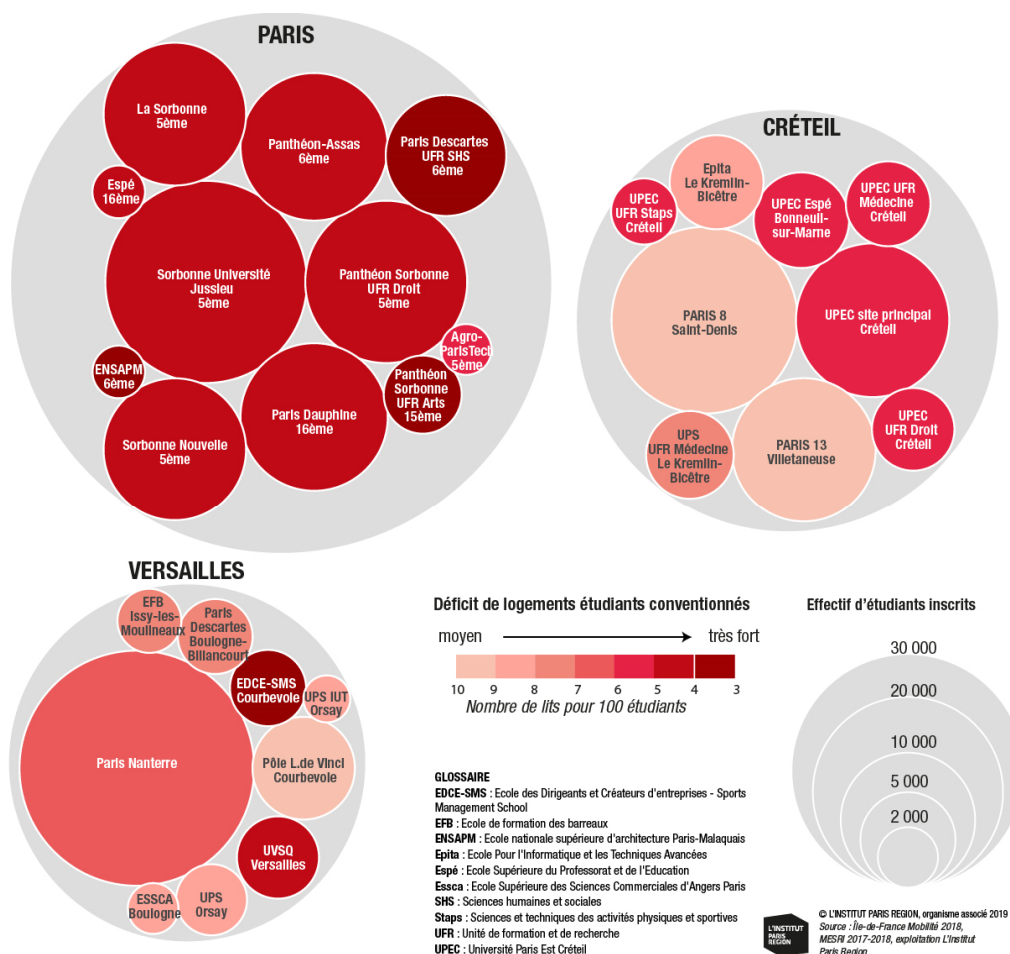 PARIS
La Sorbonne
5ème
Panthéon-Assas
6ème
Paris Descartes
UFR SHS
6ème
Espé
16ème
Sorbonne Université
Jussieu
5ème
Panthéon Sorbonne
UFR Droit
5ème
Agro-
ParisTech
5ème
ENSAPM
6ème
Panthéon
Sorbonne
UFR Arts
15ème
Paris Dauphine
16ème
Sorbonne Nouvelle
5ème
CRÉTEIL
Epita
Le Kremlin-
Bicêtre
UPEC
UFR Staps
Créteil
UPEC Espé
Bonneuil-
sur-Marne
UPEC UFR
Médecine
Créteil
PARIS 8
Saint-Denis
UPEC site principal
Créteil
UPS
UFR Médecine
Le Kremlin-
Bicêtre
PARIS 13
Villetaneuse
UPEC
UFR Droit
Créteil
VERSAILLES
EFB
Issy-les-
Moulineaux
Paris
Descartes
Boulogne-
Billancourt
EDCE-SMS
Courbevoie
UPS IUT
Orsay
Paris Nanterre
Pôle L.de Vinci
Courbevoie
UVSQ
Versailles
ESSCA
Boulogne
UPS
Orsay
Déficit de logements étudiants conventionnés
moyen très fort
10 9 8 7 6 5 4 3
Nombre de lits pour 100 étudiants
Effectif d'étudiants inscrits
30 000
20 000
10 000
5 000
2 000
GLOSSAIRE
EDCE-SMS : Ecole des Dirigeants et Créateurs d'entreprises - Sports
Management School
EFB : Ecole de formation des barreaux
ENSAPM : Ecole nationale supérieure d'architecture Paris-Malaquais
Epita : Ecole Pour l'Informatique et les Techniques Avancées
Espé : Ecole Supérieure du Professorat et de l'Education
Essca : Ecole Supérieure des Sciences Commerciales d'Angers Paris
SHS : Sciences humaines et sociales
Staps : Sciences et techniques des activités physiques et sportives
UFR : Unité de formation et de recherche
UPEC : Université Paris Est Créteil
L'INSTITUT
PARIS
REGION
© L'INSTITUT PARIS REGION, organisme associé 2019
Source : Île-de-France Mobilité 2018,
MESRI 2017-2018, exploitation L'Institut
Paris Region